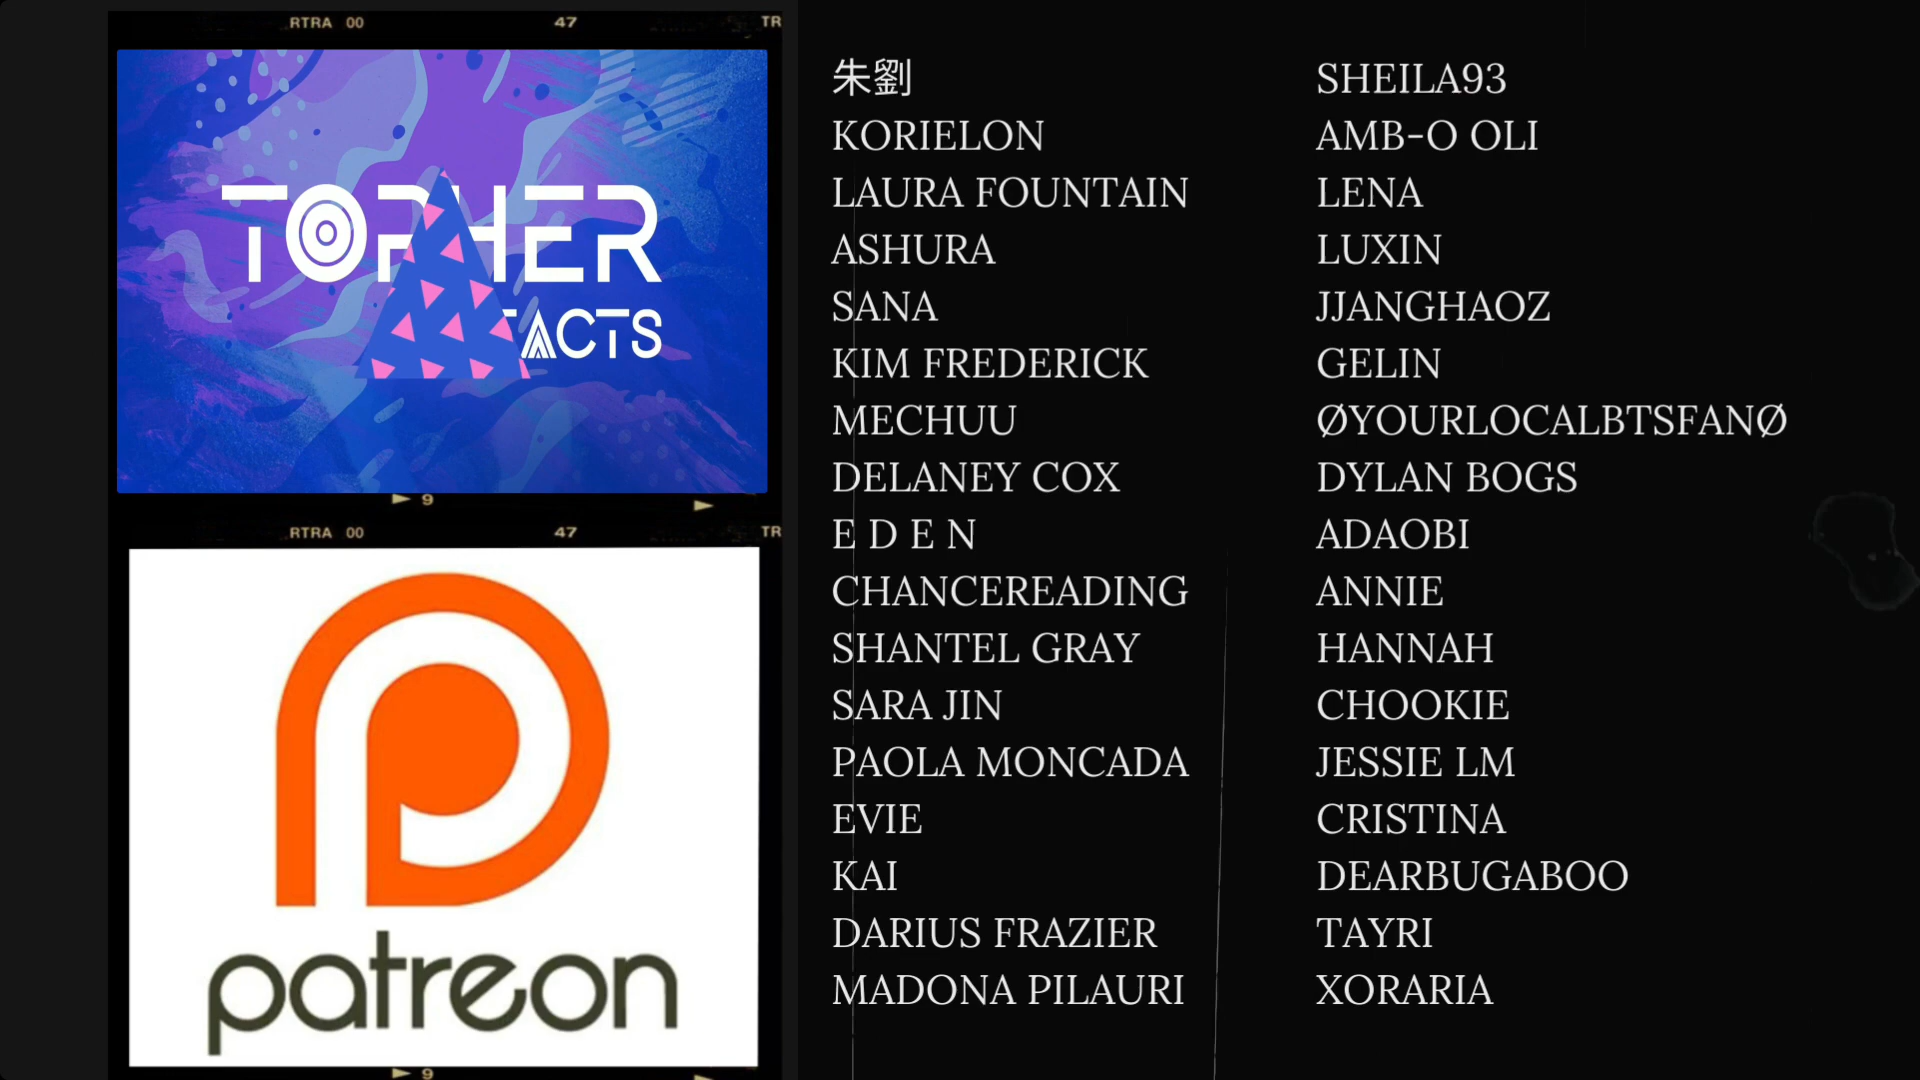 RTRA 00 47 TR
TOPHER
FACTS
9
RTRA 00 47 TR
patreon
9
朱劉
KORIELON
LAURA FOUNTAIN
ASHURA
SANA
KIM FREDERICK
MECHUU
DELANEY COX
E D E N
CHANCEREADING
SHANTEL GRAY
SARA JIN
PAOLA MONCADA
EVIE
KAI
DARIUS FRAZIER
MADONA PILAURI
SHEILA93
AMB-O OLI
LENA
LUXIN
JJANGHAOZ
GELIN
ØYOURLOCALBTSFANØ
DYLAN BOGS
ADAOBI
ANNIE
HANNAH
CHOOKIE
JESSIE LM
CRISTINA
DEARBUGABOO
TAYRI
XORARIA